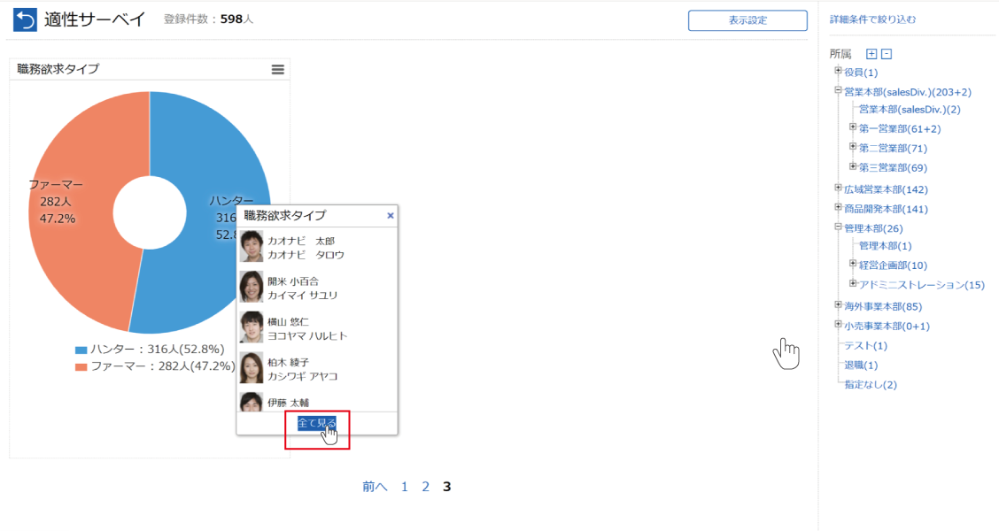 適性サーベイ 登録件数：598人
表示設定
詳細条件で絞り込む
職務欲求タイプ
ファーマー
282人
47.2%
ハンター
316
52.8
ハンター：316人(52.8%)
ファーマー：282人(47.2%)
職務欲求タイプ ×
カオナビ 太郎
カオナビ タロウ
開米 小百合
カイマイ サユリ
横山 悠仁
ヨコヤマ ハルヒト
柏木 綾子
カシワギ アヤコ
伊藤 太輔
全て見る
前へ 1 2 3
所属
役員(1)
営業本部(salesDiv.)(203+2)
営業本部(salesDiv.)(2)
第一営業部(61+2)
第二営業部(71)
第三営業部(69)
広域営業本部(142)
商品開発本部(141)
管理本部(26)
管理本部(1)
経営企画部(10)
アドミニストレーション(15)
海外事業本部(85)
小売事業本部(0+1)
テスト(1)
退職(1)
指定なし(2)